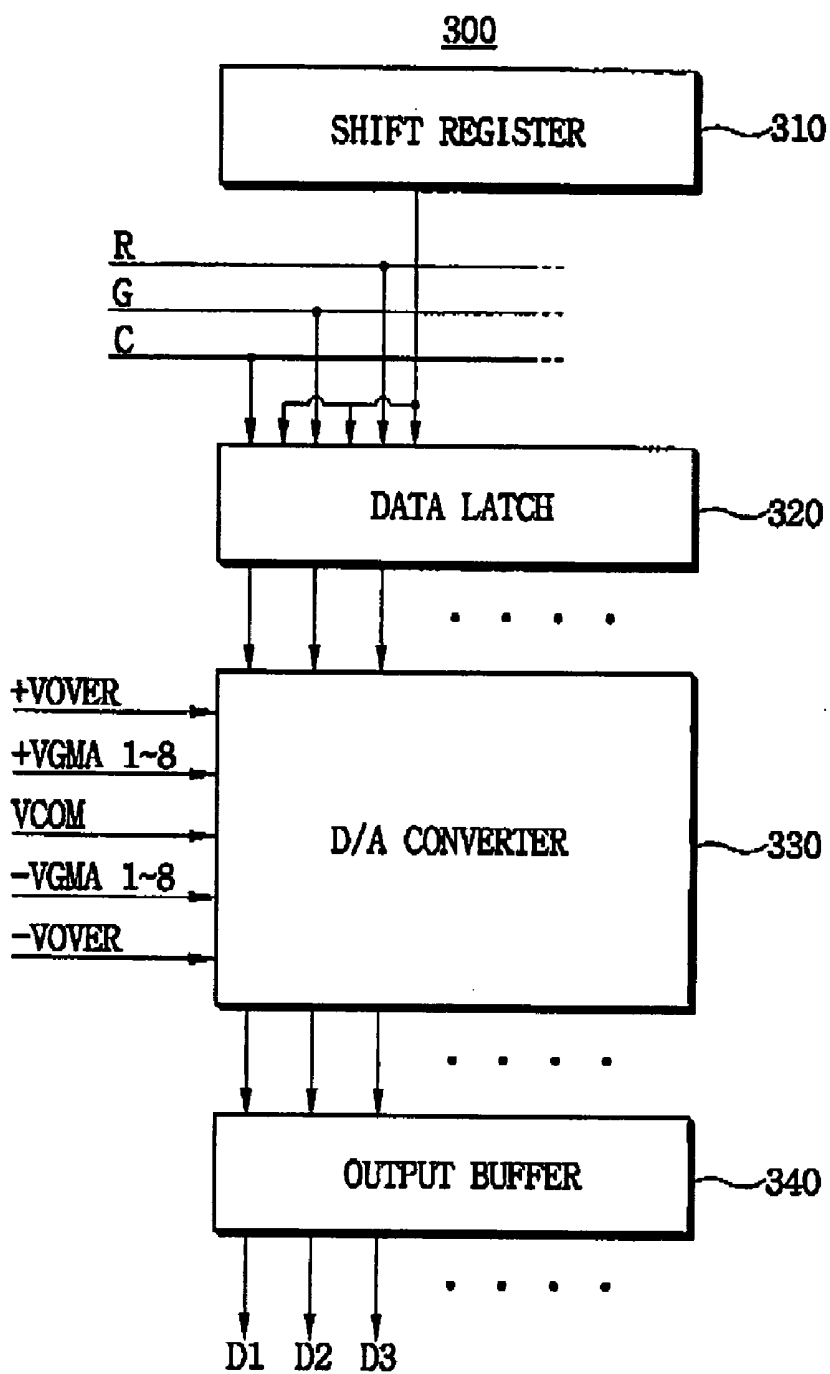 300
SHIFT REGISTER
310
R
G
C
DATA LATCH
320
+VOVER
+VGMA 1~8
VCOM
-VGMA 1~8
-VOVER
D/A CONVERTER
330
OUTPUT BUFFER
340
D1 D2 D3